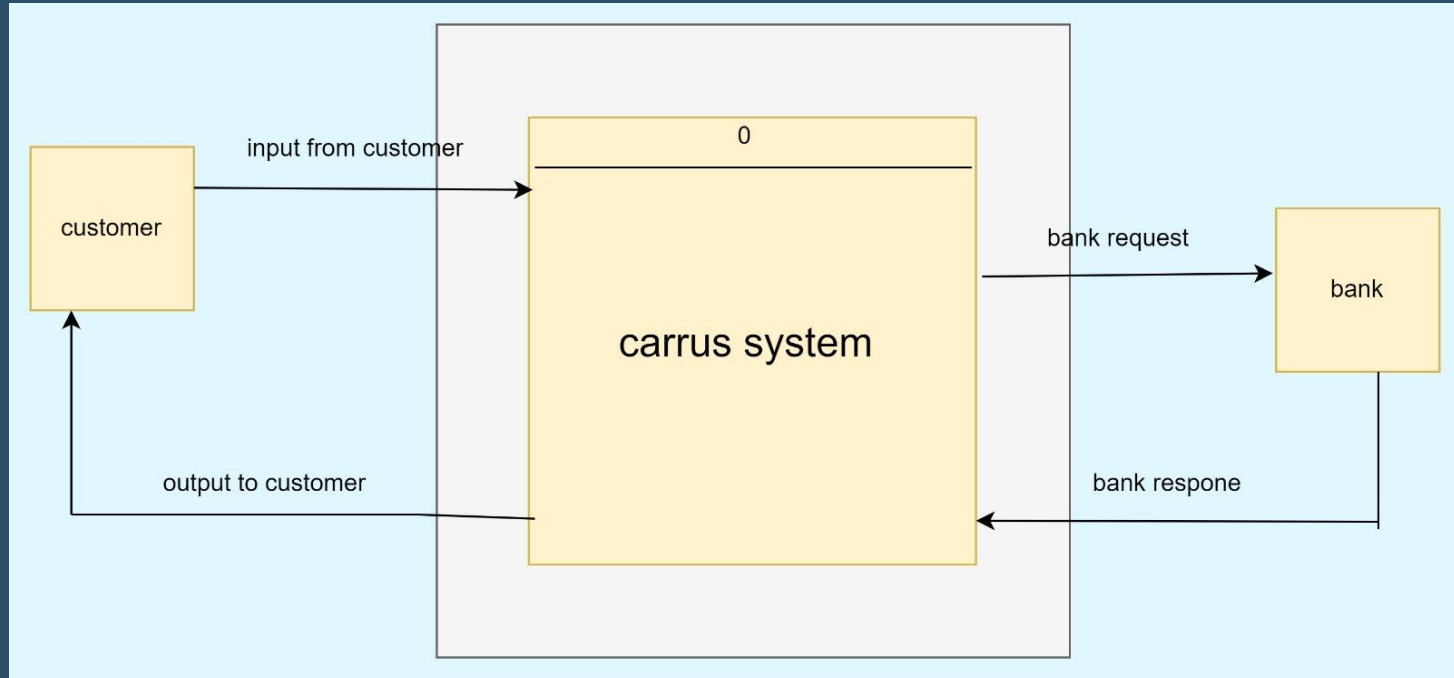 0
input from customer
customer
bank request
bank
carrus system
output to customer
bank respone